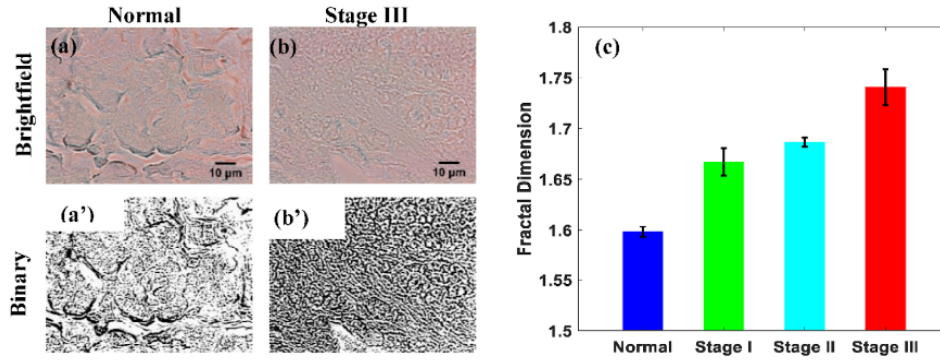 Normal
Stage III
Brightfield
(a)
10 μm
(b)
10 μm
Binary
(a')
(b')
(c)
Fractal Dimension
1.8
1.75
1.7
1.65
1.6
1.55
1.5
Normal Stage I Stage II Stage III